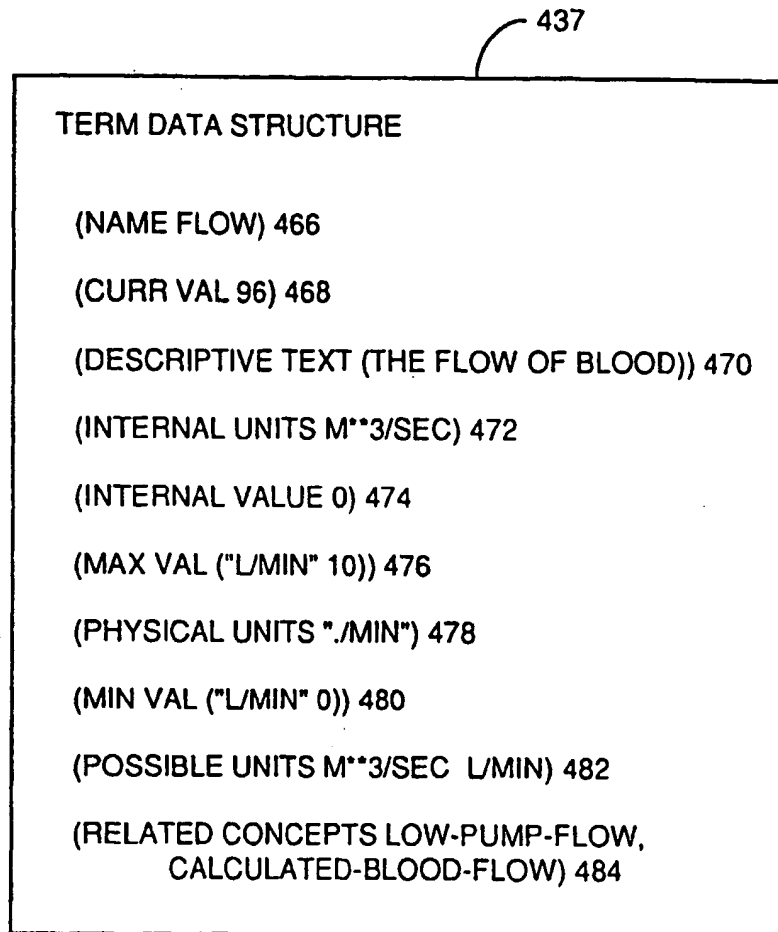 437
TERM DATA STRUCTURE
(NAME FLOW) 466
(CURR VAL 96) 468
(DESCRIPTIVE TEXT (THE FLOW OF BLOOD)) 470
(INTERNAL UNITS M**3/SEC) 472
(INTERNAL VALUE 0) 474
(MAX VAL ("L/MIN" 10)) 476
(PHYSICAL UNITS "./MIN") 478
(MIN VAL ("L/MIN" 0)) 480
(POSSIBLE UNITS M**3/SEC L/MIN) 482
(RELATED CONCEPTS LOW-PUMP-FLOW,
CALCULATED-BLOOD-FLOW) 484